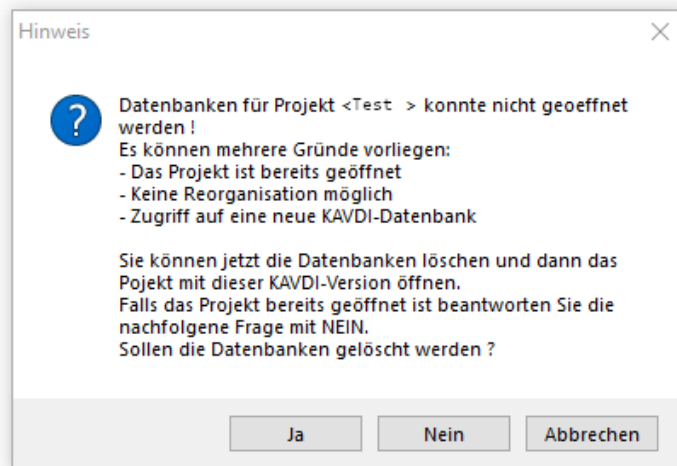 Hinweis
Datenbanken für Projekt <Test > konnte nicht geoeffnet
werden !
Es können mehrere Gründe vorliegen:
- Das Projekt ist bereits geöffnet
- Keine Reorganisation möglich
- Zugriff auf eine neue KAVDI-Datenbank
Sie können jetzt die Datenbanken löschen und dann das
Pojekt mit dieser KAVDI-Version öffnen.
Falls das Projekt bereits geöffnet ist beantworten Sie die
nachfolgene Frage mit NEIN.
Sollen die Datenbanken gelöscht werden ?
Ja
Nein
Abbrechen